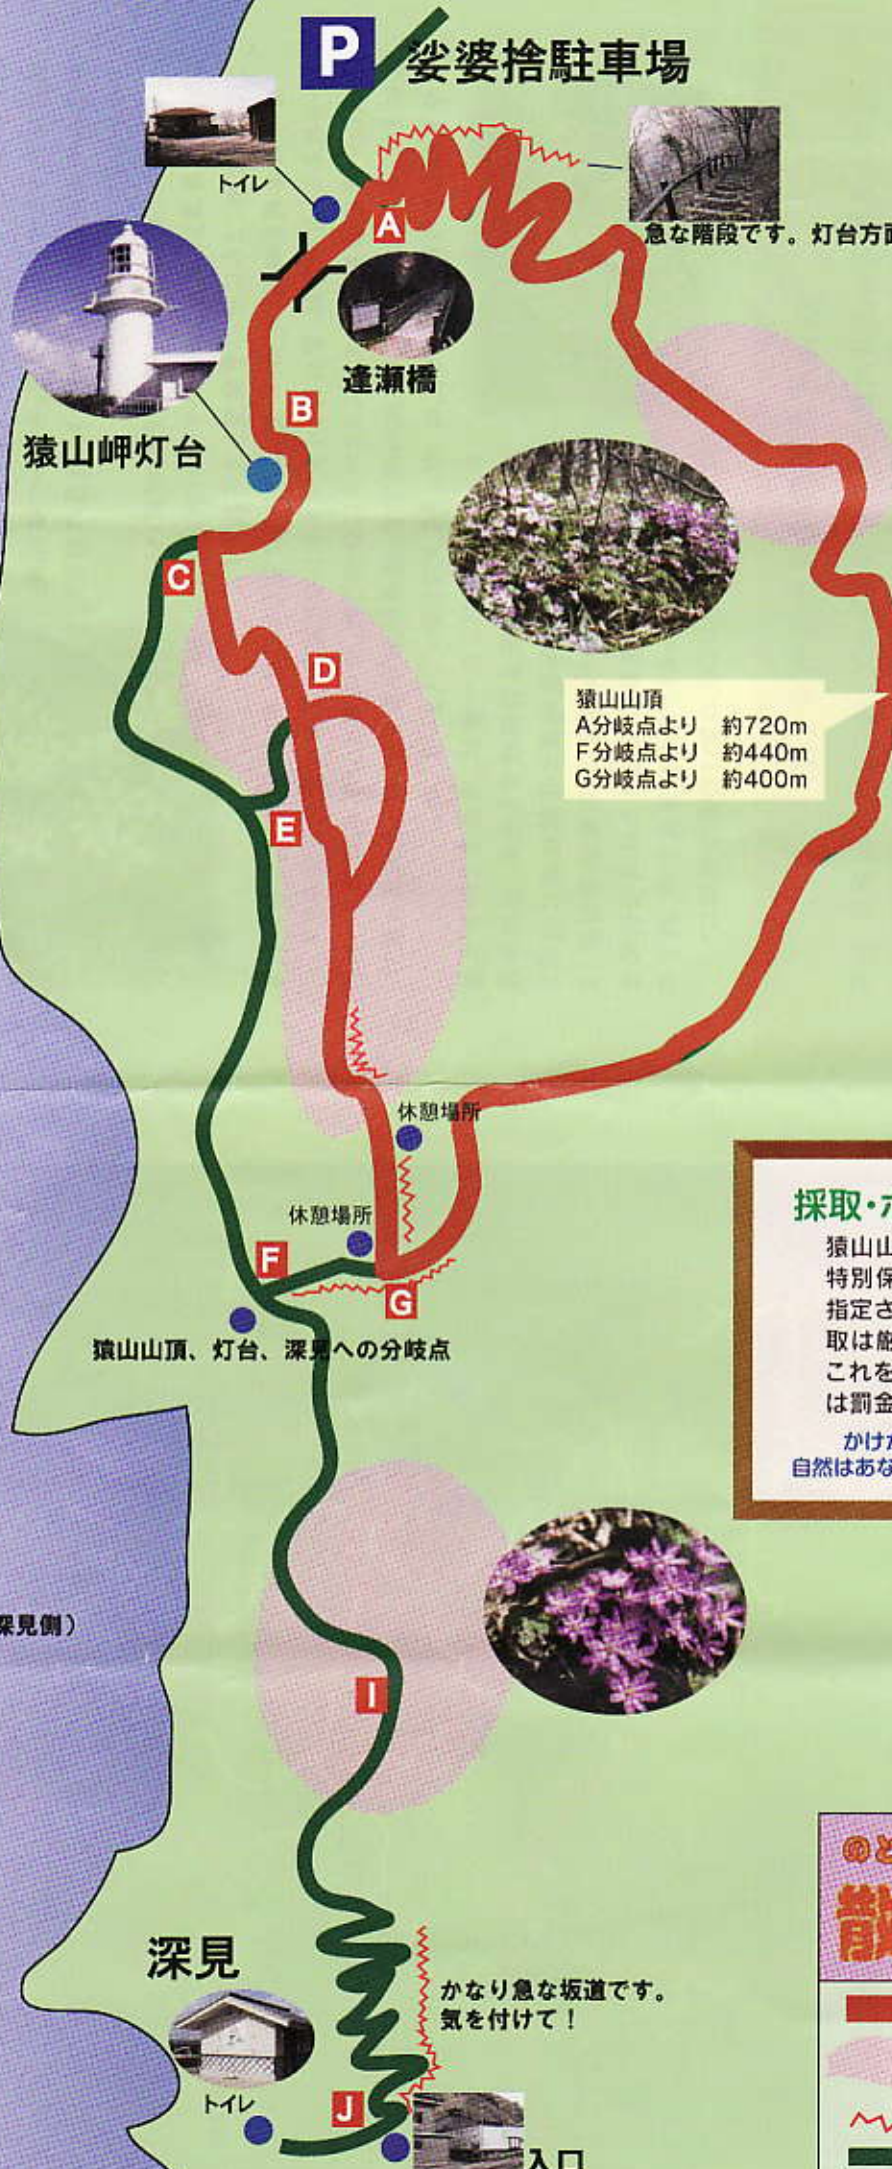 P 娑婆捨駐車場
トイレ
A
急な階段です。灯台方面
逢瀬橋
B
猿山岬灯台
C
D
猿山山頂
A分岐点より 約720m
F分岐点より 約440m
G分岐点より 約400m
E
休憩場所
休憩場所
F
G
猿山山頂、灯台、深見への分岐点
採取・
猿山山
特別保
指定さ
取は厳
これを
は罰金
かけが
自然はあな
深見側）
I
のと
散
深見
かなり急な坂道です。
気を付けて！
トイレ
J
入口